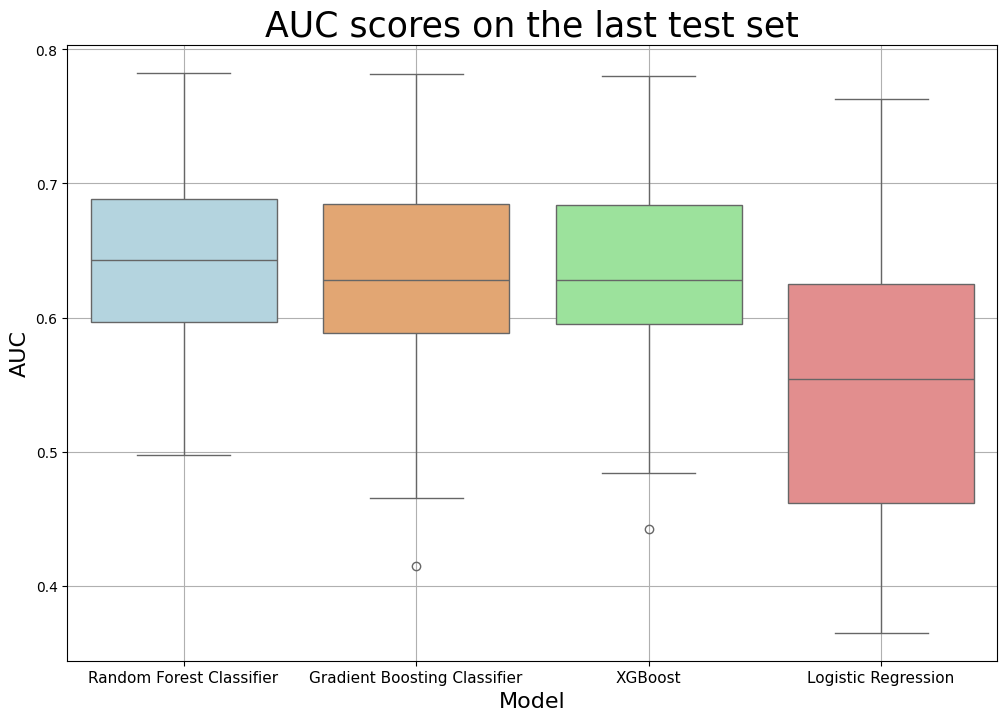 AUC scores on the last test set
AUC
0.8
0.7
0.6
0.5
0.4
Random Forest Classifier
Gradient Boosting Classifier
XGBoost
Logistic Regression
Model